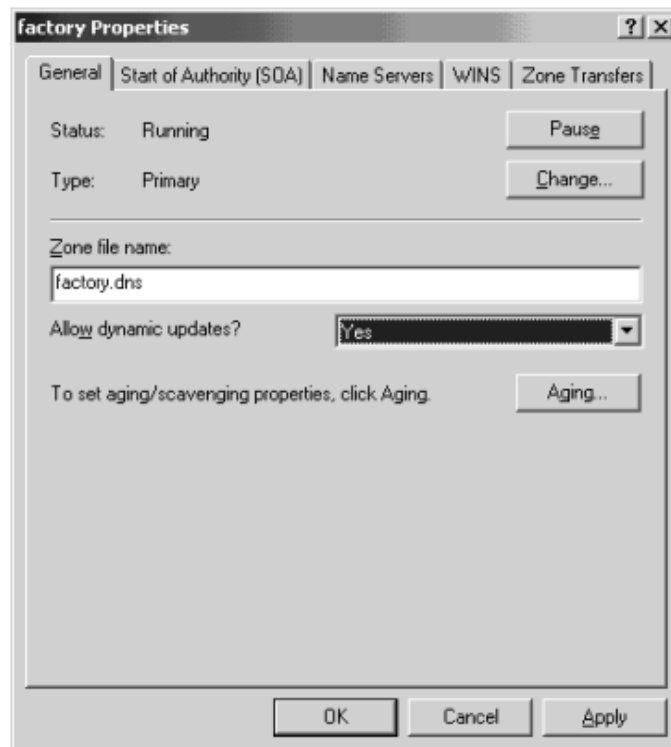 factory Properties
General Start of Authority (SOA) Name Servers WINS Zone Transfers
Status: Running Pause
Type: Primary Change...
Zone file name:
factory.dns
Allow dynamic updates? Yes
To set aging/scavenging properties, click Aging. Aging...
OK Cancel Apply